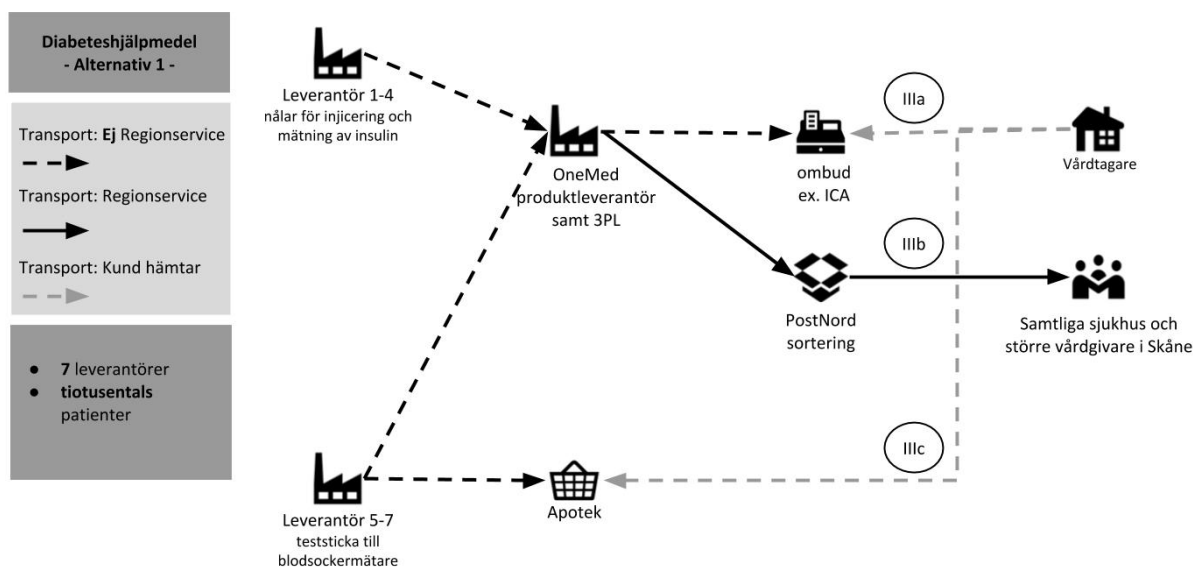 Diabeteshjälpmedel
- Alternativ 1 -
Transport: Ej Regionservice
Transport: Regionservice
Transport: Kund hämtar
● 7 leverantörer
● tiotusentals
patienter
Leverantör 1-4
nålar för injicering och
mätning av insulin
OneMed
produktleverantör
samt 3PL
ombud
ex. ICA
IIIa
Vårdtagare
IIIb
PostNord
sortering
Samtliga sjukhus och
större vårdgivare i Skåne
IIIc
Leverantör 5-7
teststicka till
blodsockermätare
Apotek